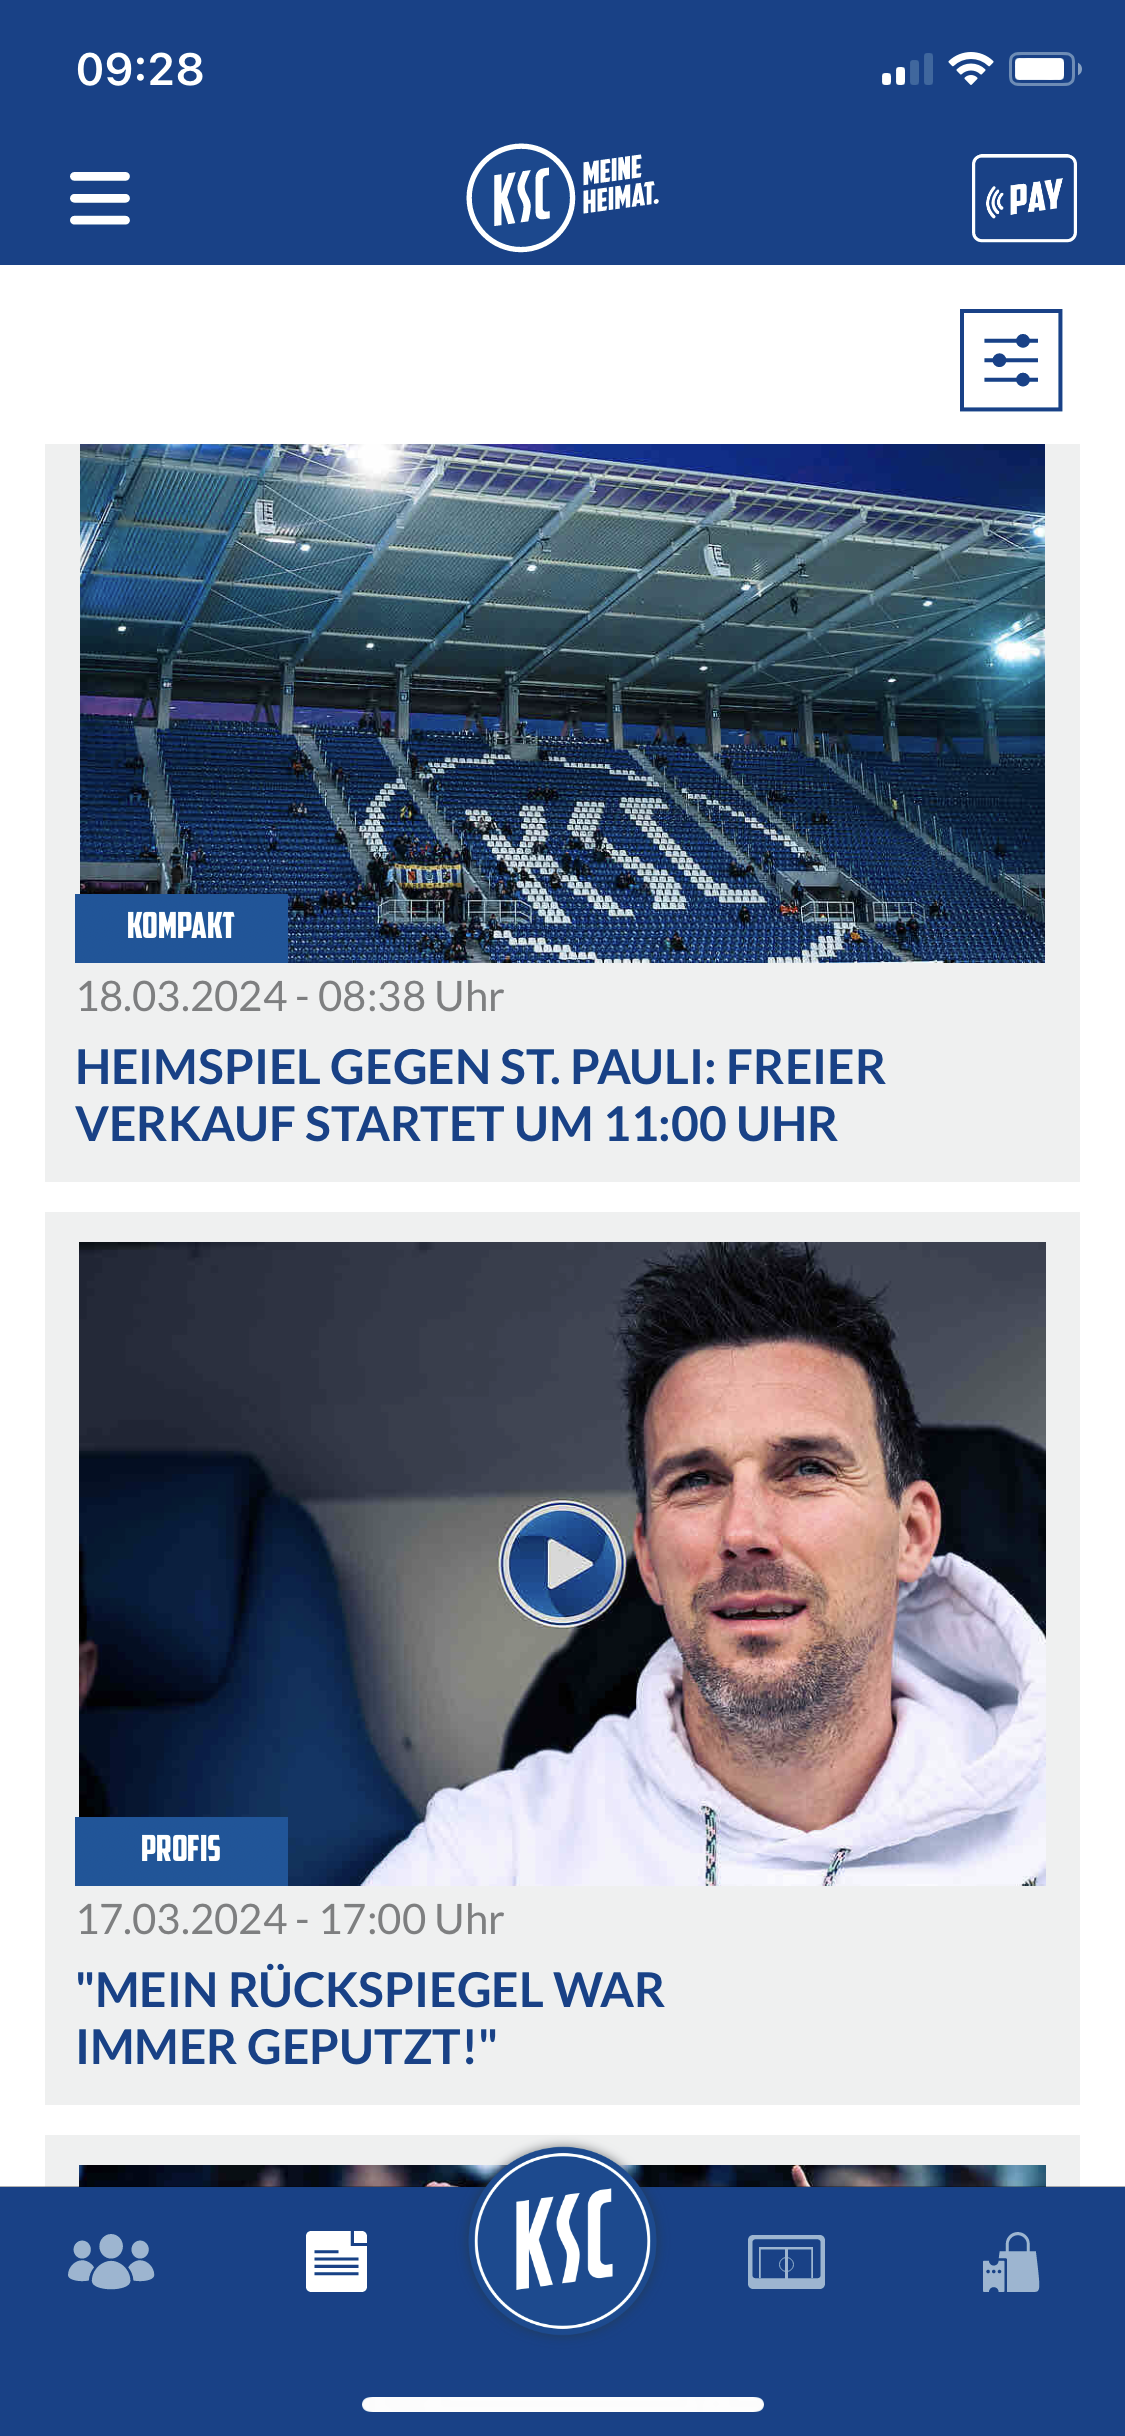 09:28
KSC MEINE
HEIMAT.
PAY
KSC
KOMPAKT
18.03.2024 - 08:38 Uhr
HEIMSPIEL GEGEN ST. PAULI: FREIER
VERKAUF STARTET UM 11:00 UHR
PROFIS
17.03.2024 - 17:00 Uhr
"MEIN RÜCKSPIEGEL WAR
IMMER GEPUTZT!"
KSC